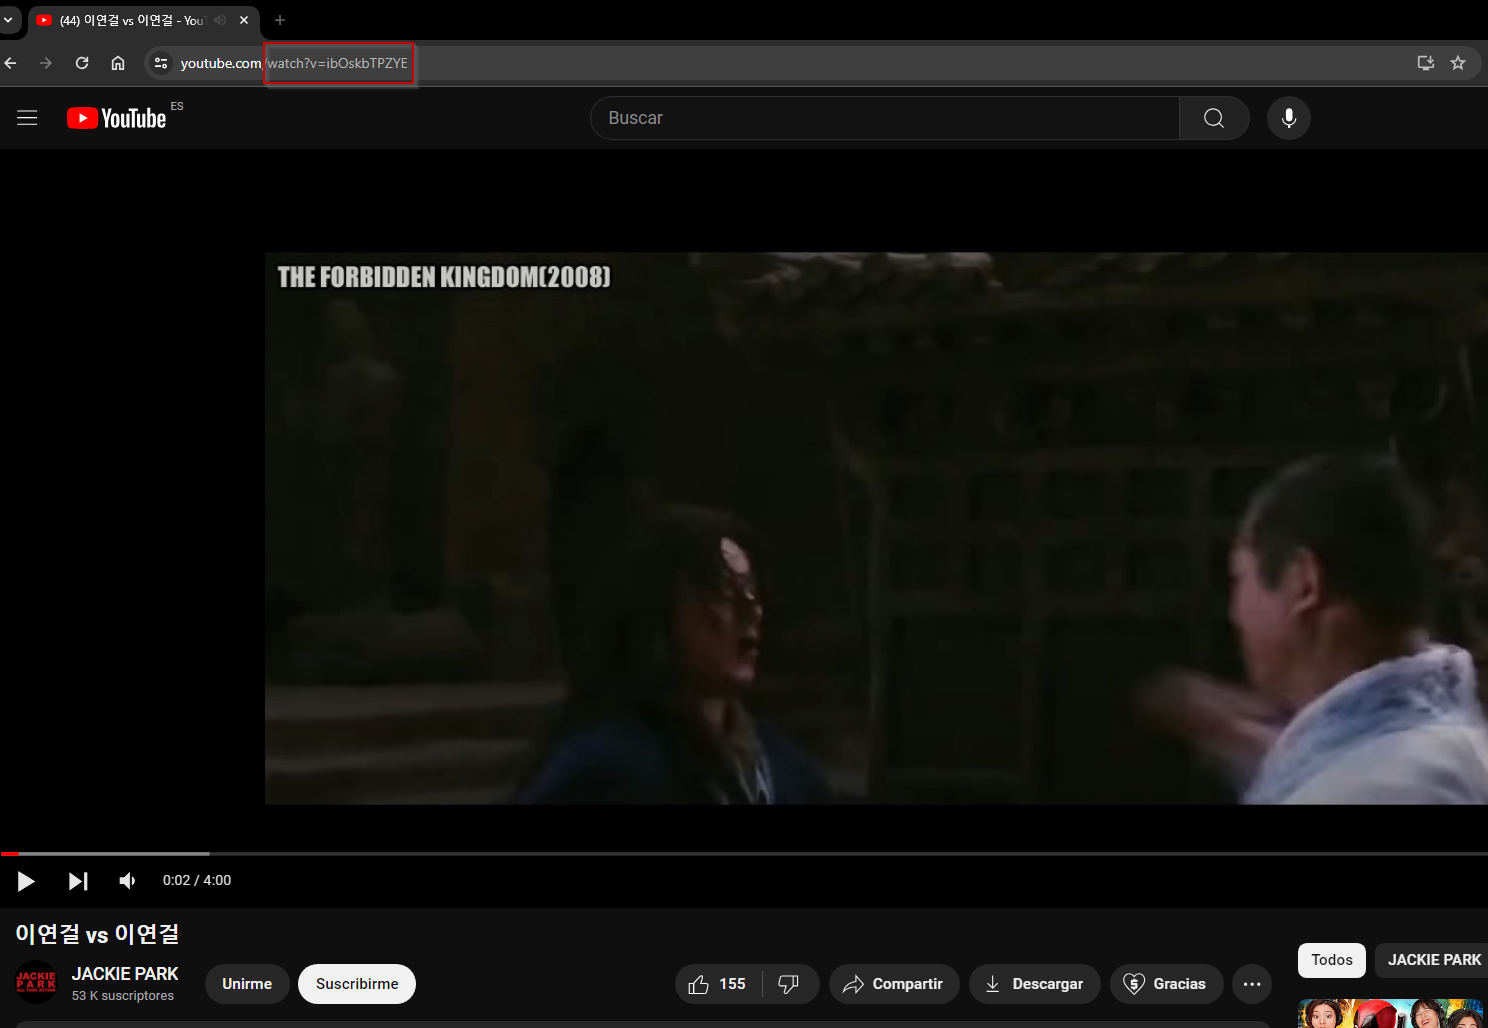 (44) 이연걸 vs 이연걸 - You
youtube.com/watch?v=ibOskbTPZYE
YouTube ES
Buscar
THE FORBIDDEN KINGDOM(2008)
0:02 / 4:00
이연걸 vs 이연걸
JACKIE PARK
JACKIE PARK
53 K suscriptores
Unirme
Suscribirme
155
Compartir
Descargar
Gracias
Todos
JACKIE PARK